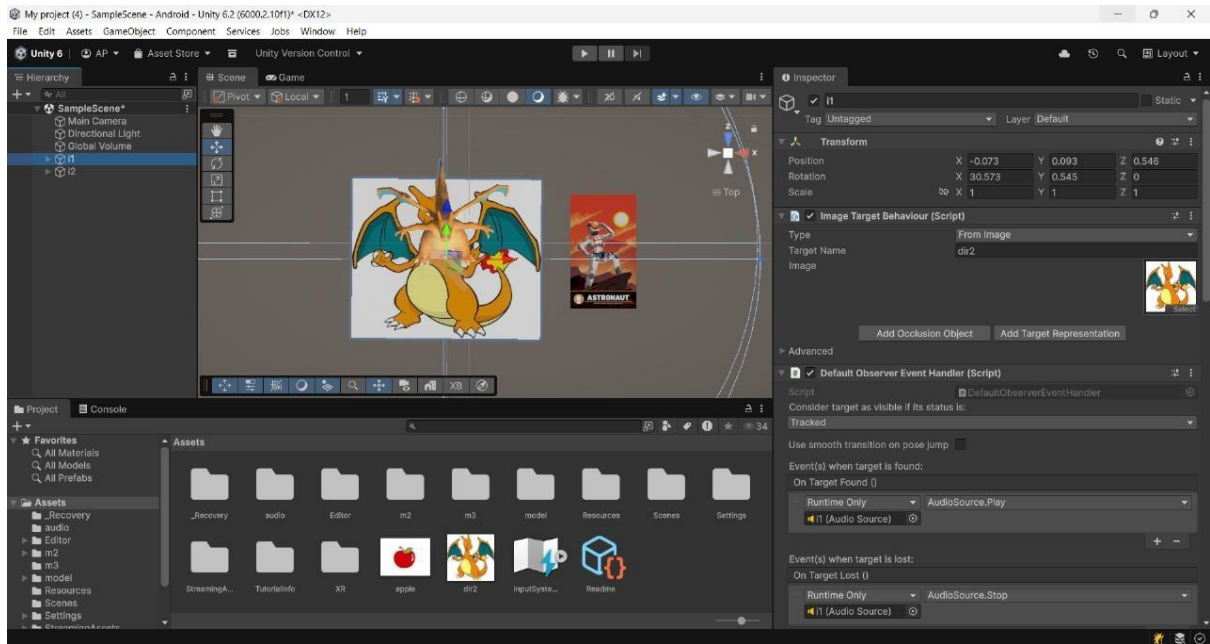 My project (4) - SampleScene - Android - Unity 6.2 (6000.2.10f1)* <DX12>
File Edit Assets GameObject Component Services Jobs Window Help
Unity 6 AP Asset Store Unity Version Control Layout
Hierarchy
All
SampleScene*
Main Camera
Directional Light
Global Volume
i1
i2
Scene Game
Pivot Local 1 2D
Z
X
Top
ASTRONAUT
XB
Inspector
i1 Static
Tag Untagged Layer Default
Transform
Position X -0.073 Y 0.093 Z 0.546
Rotation X 30.573 Y 0.545 Z 0
Scale X 1 Y 1 Z 1
Image Target Behaviour (Script)
Type From Image
Target Name dir2
Image
Select
Add Occlusion Object Add Target Representation
Advanced
Default Observer Event Handler (Script)
Script DefaultObserverEventHandler
Consider target as visible if its status is:
Tracked
Use smooth transition on pose jump
Event(s) when target is found:
On Target Found ()
Runtime Only AudioSource.Play
i1 (Audio Source)
+ -
Event(s) when target is lost:
On Target Lost ()
Runtime Only AudioSource.Stop
i1 (Audio Source)
Project Console
34
Favorites
All Materials
All Models
All Prefabs
Assets
_Recovery
audio
Editor
m2
m3
model
Resources
Scenes
Settings
StreamingAssets
Assets
_Recovery audio Editor m2 m3 model Resources Scenes Settings
StreamingA... TutorialInfo XR apple dir2 InputSyste... Readme